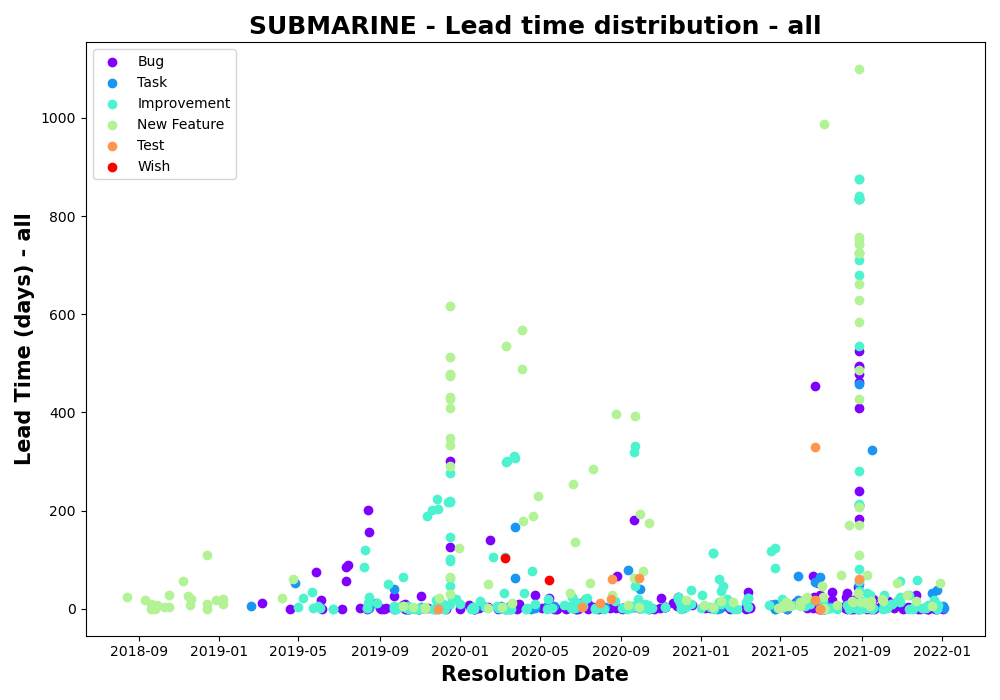 SUBMARINE - Lead time distribution - all
Bug
Task
Improvement
New Feature
Test
Wish
Lead Time (days) - all
1000
800
600
400
200
0
2018-09 2019-01 2019-05 2019-09 2020-01 2020-05 2020-09 2021-01 2021-05 2021-09 2022-01
Resolution Date